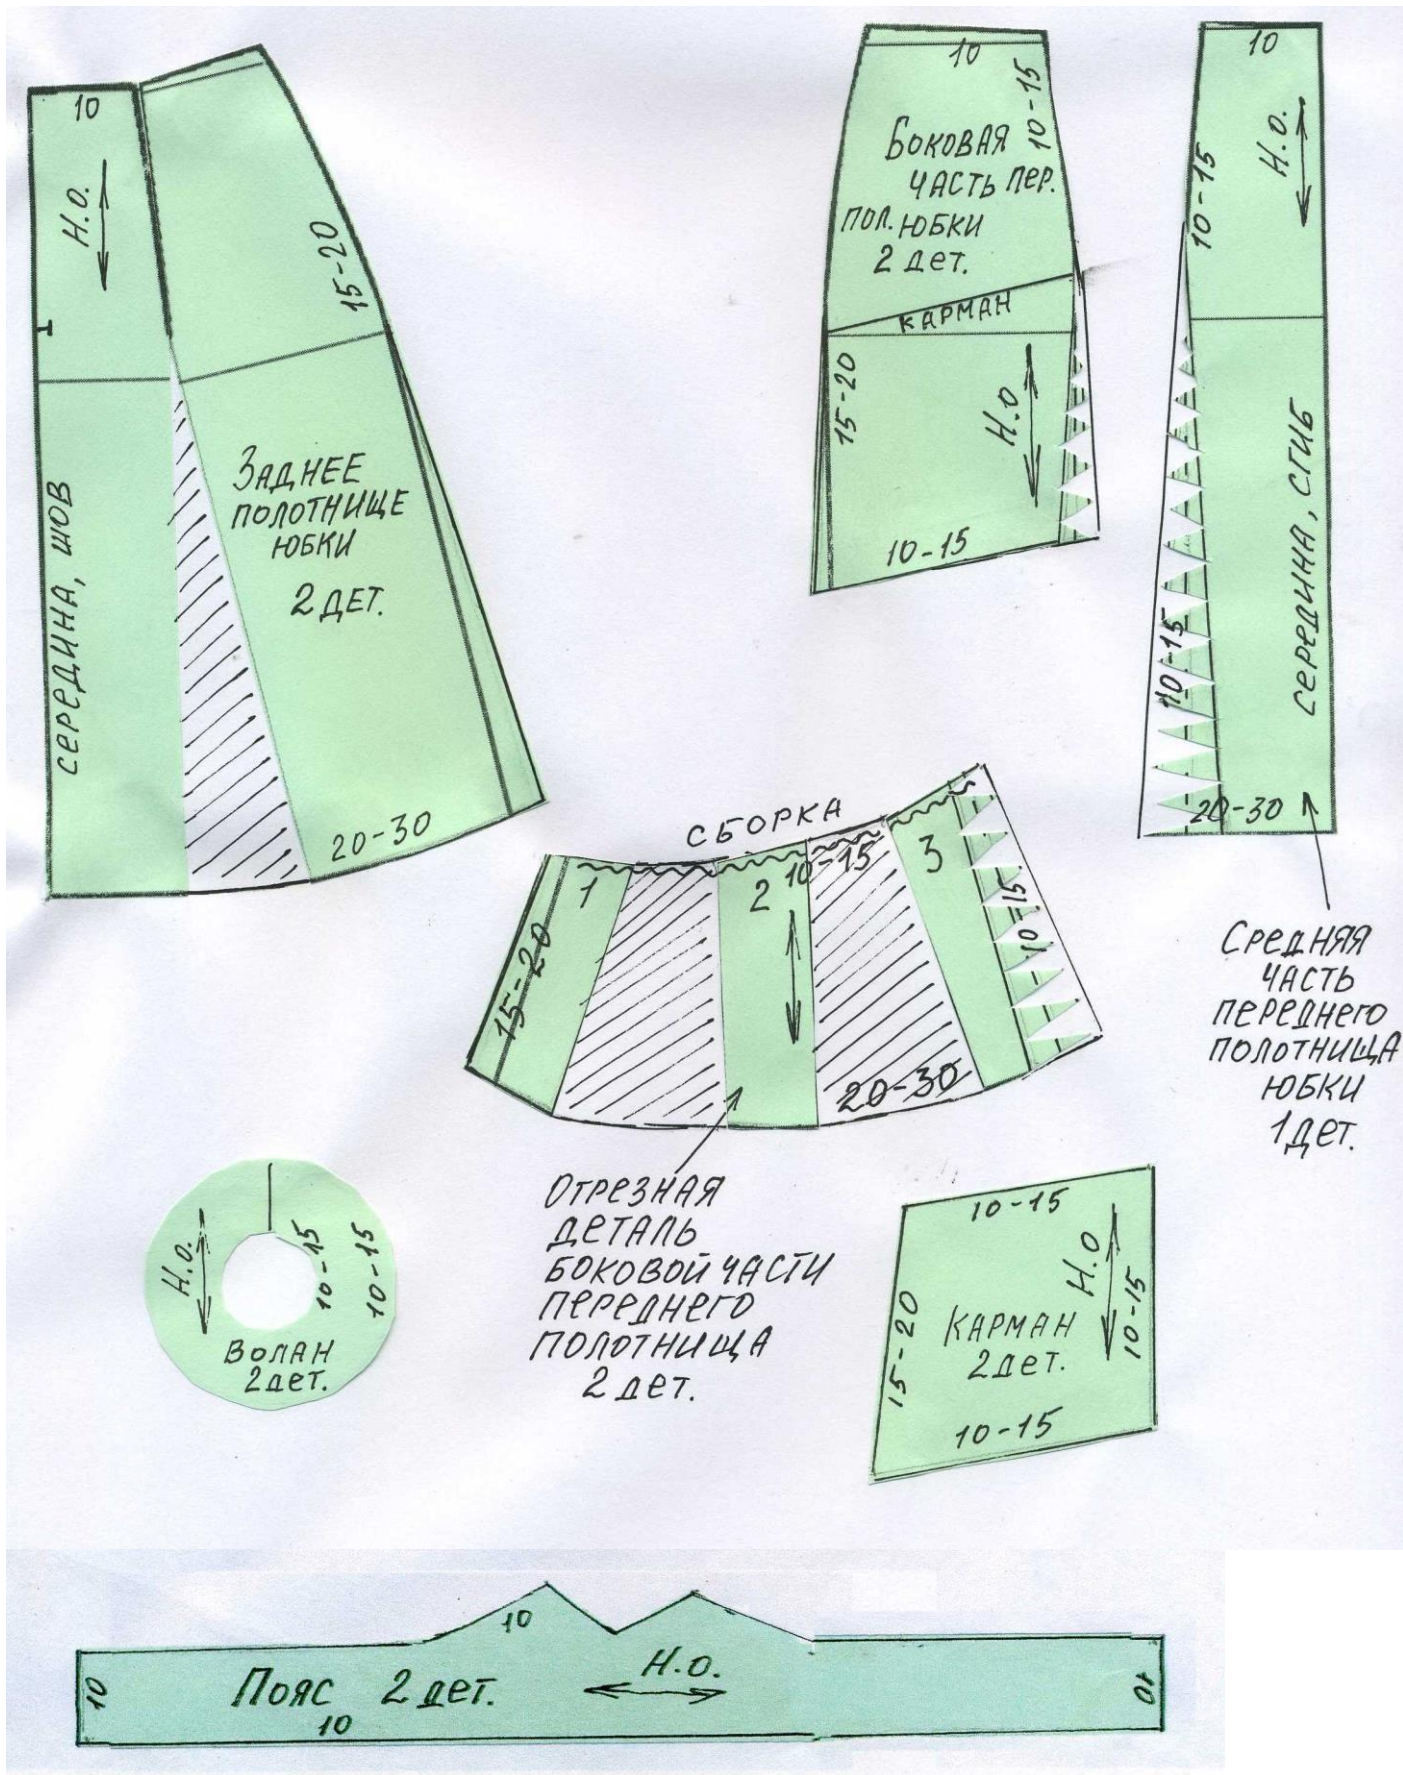 10
Н.О.
15-20
СЕРЕДИНА, ШОВ
ЗАДНЕЕ
ПОЛОТНИЩЕ
ЮБКИ
2 ДЕТ.
20-30
10
10-15
БОКОВАЯ
ЧАСТЬ ПЕР.
ПОЛ. ЮБКИ
2 ДЕТ.
КАРМАН
15-20
Н.О
10-15
10
Н.О.
10-15
СЕРЕДИНА, СГИБ
10-15
20-30
СРЕДНЯЯ
ЧАСТЬ
ПЕРЕДНЕГО
ПОЛОТНИЩА
ЮБКИ
1 ДЕТ.
СБОРКА
1
2
10-15
3
15-20
10-15
20-30
ОТРЕЗНАЯ
ДЕТАЛЬ
БОКОВОЙ ЧАСТИ
ПЕРЕДНЕГО
ПОЛОТНИЩА
2 ДЕТ.
Н.О.
10-15
10-15
ВОЛАН
2 ДЕТ.
10-15
Н.О
15-20
КАРМАН
2 ДЕТ.
10-15
10-15
10
10
Пояс 2 ДЕТ.
Н.О.
10
10